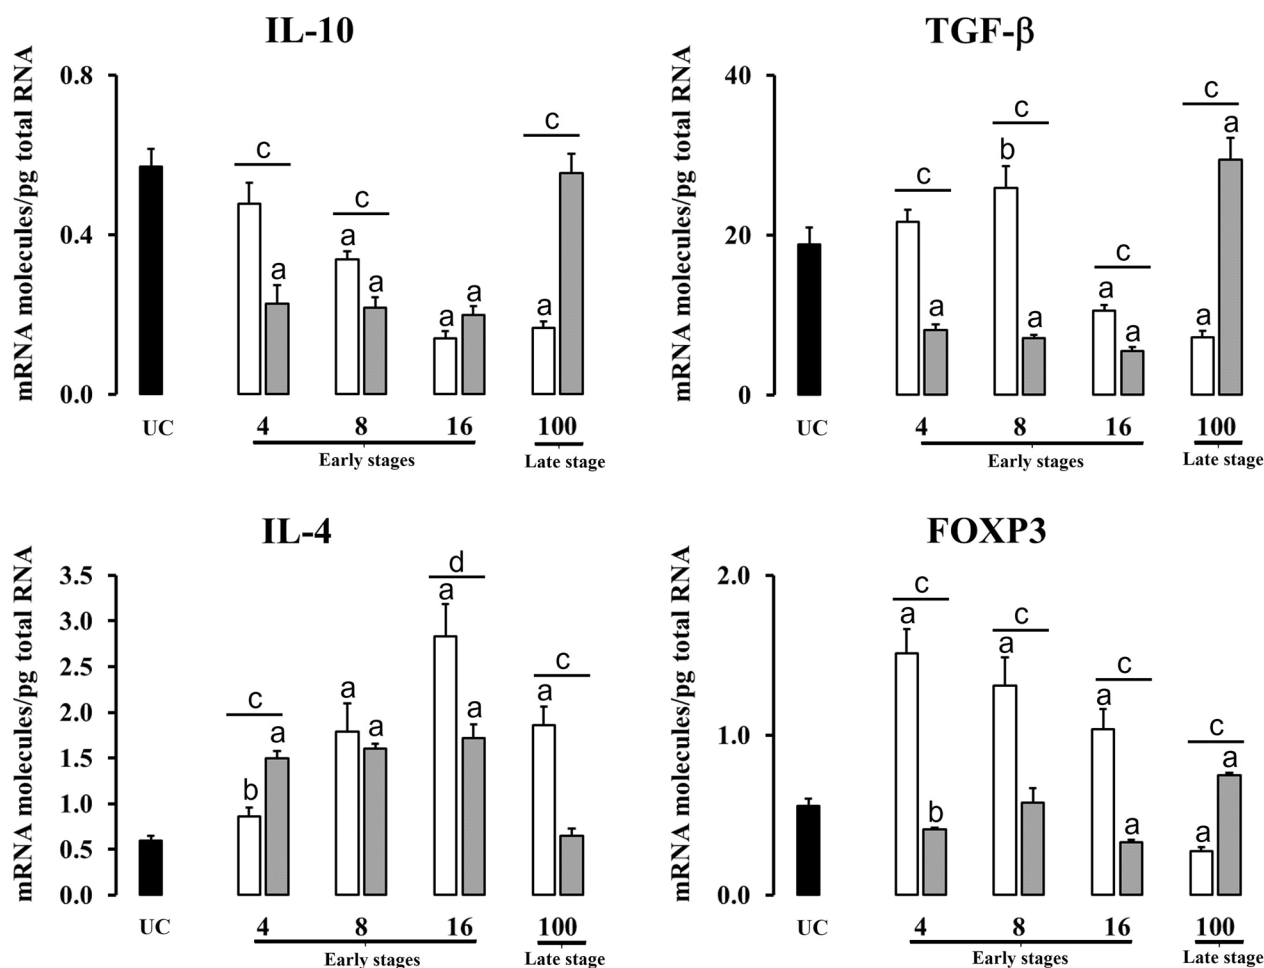 IL-10
mRNA molecules/pg total RNA
0.8
0.4
0.0
c
a
c
a
a
a
a
c
a
UC
4
8
16
100
Early stages
Late stage
TGF-β
mRNA molecules/pg total RNA
40
20
0
c
a
c
b
a
c
a
a
c
a
a
UC
4
8
16
100
Early stages
Late stage
IL-4
mRNA molecules/pg total RNA
3.5
3.0
2.5
2.0
1.5
1.0
0.5
0.0
c
b
a
a
a
d
a
a
c
a
UC
4
8
16
100
Early stages
Late stage
FOXP3
mRNA molecules/pg total RNA
2.0
1.0
0.0
c
a
b
c
a
c
a
a
c
a
a
UC
4
8
16
100
Early stages
Late stage